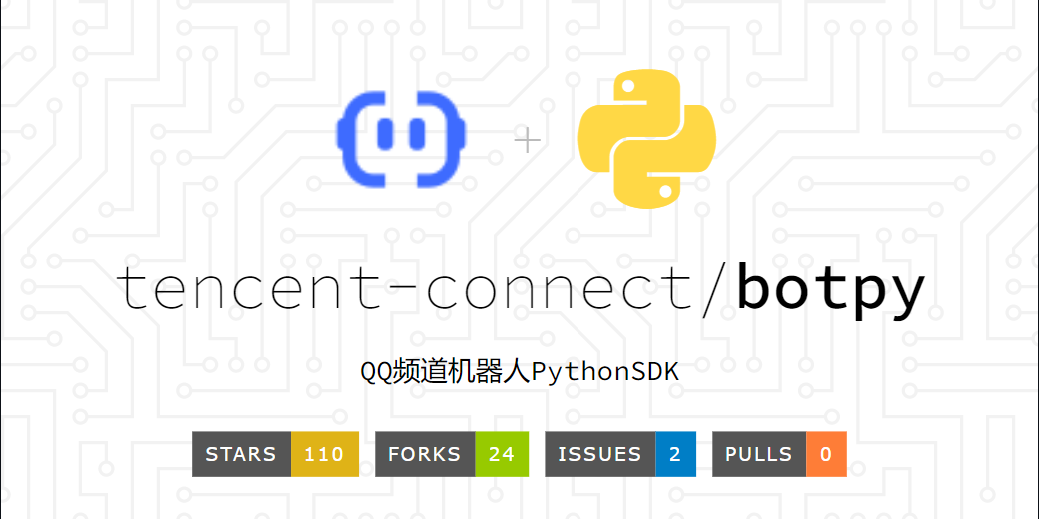 tencent-connect/botpy
QQ频道机器人PythonSDK
STARS 110 FORKS 24 ISSUES 2 PULLS 0